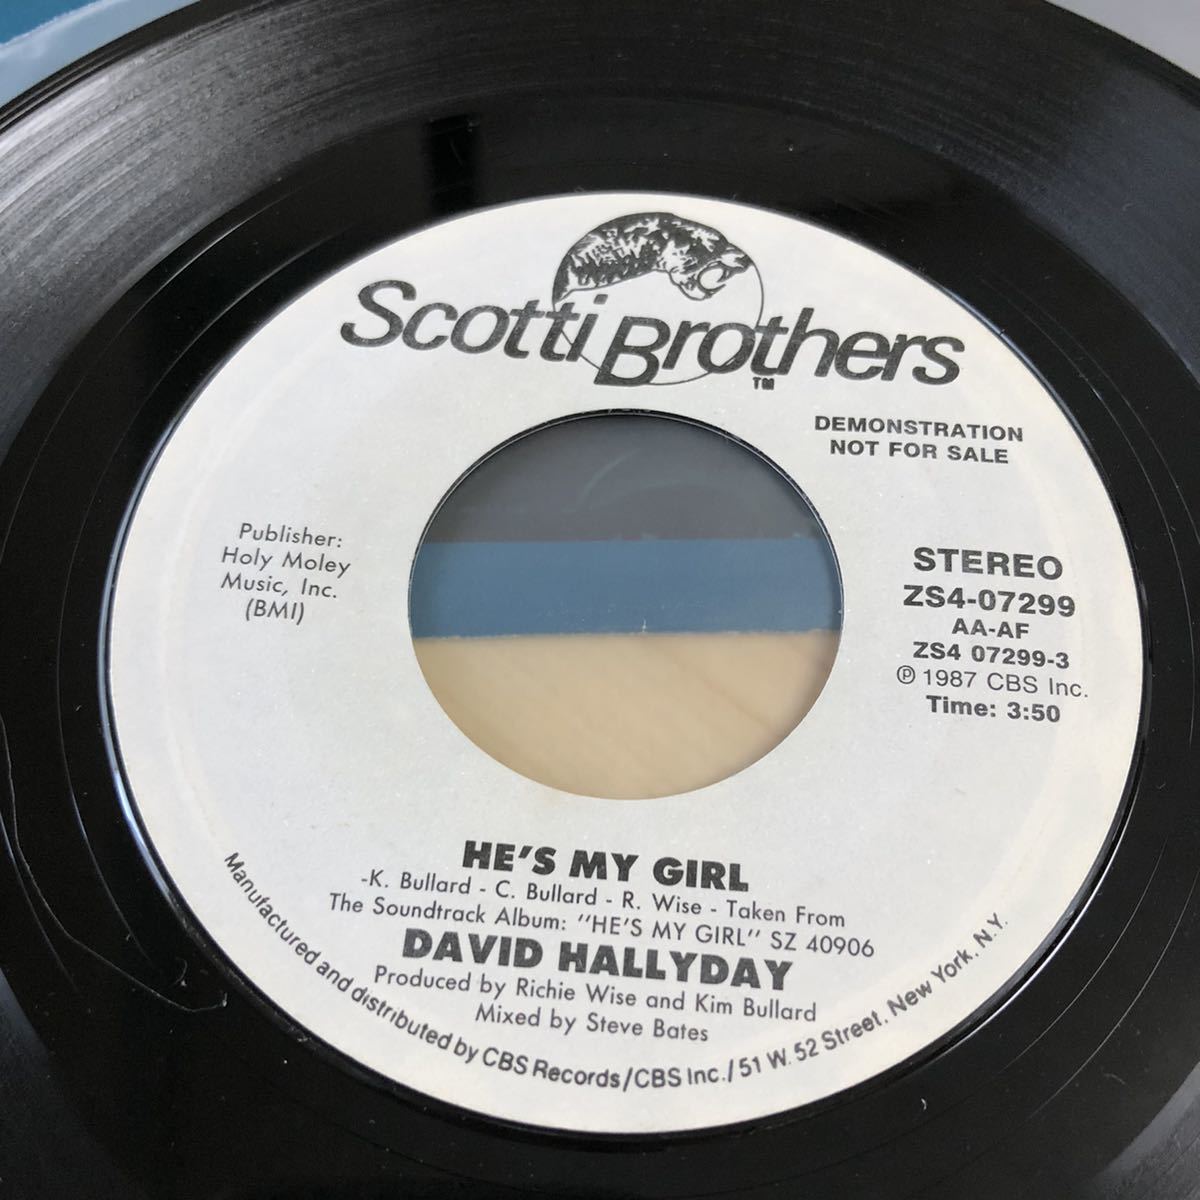 Scotti Brothers
TM
DEMONSTRATION
NOT FOR SALE
Publisher:
Holy Moley
Music, Inc.
(BMI)
STEREO
ZS4-07299
AA-AF
ZS4 07299-3
Ⓟ 1987 CBS Inc.
Time: 3:50
HE'S MY GIRL
-K. Bullard - C. Bullard - R. Wise - Taken From
The Soundtrack Album: "HE'S MY GIRL" SZ 40906
DAVID HALLYDAY
Produced by Richie Wise and Kim Bullard
Mixed by Steve Bates
Manufactured and distributed by CBS Records/CBS Inc./51 W. 52 Street, New York, N.Y.